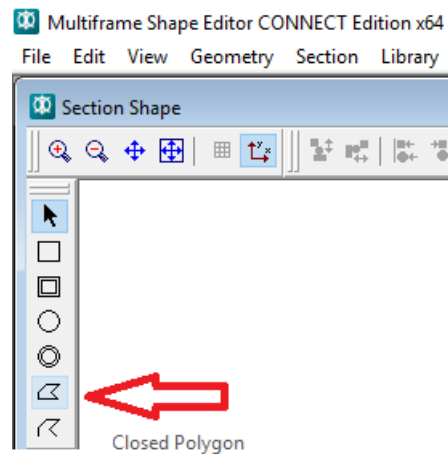 Multiframe Shape Editor CONNECT Edition x64
File Edit View Geometry Section Library
Section Shape
Closed Polygon